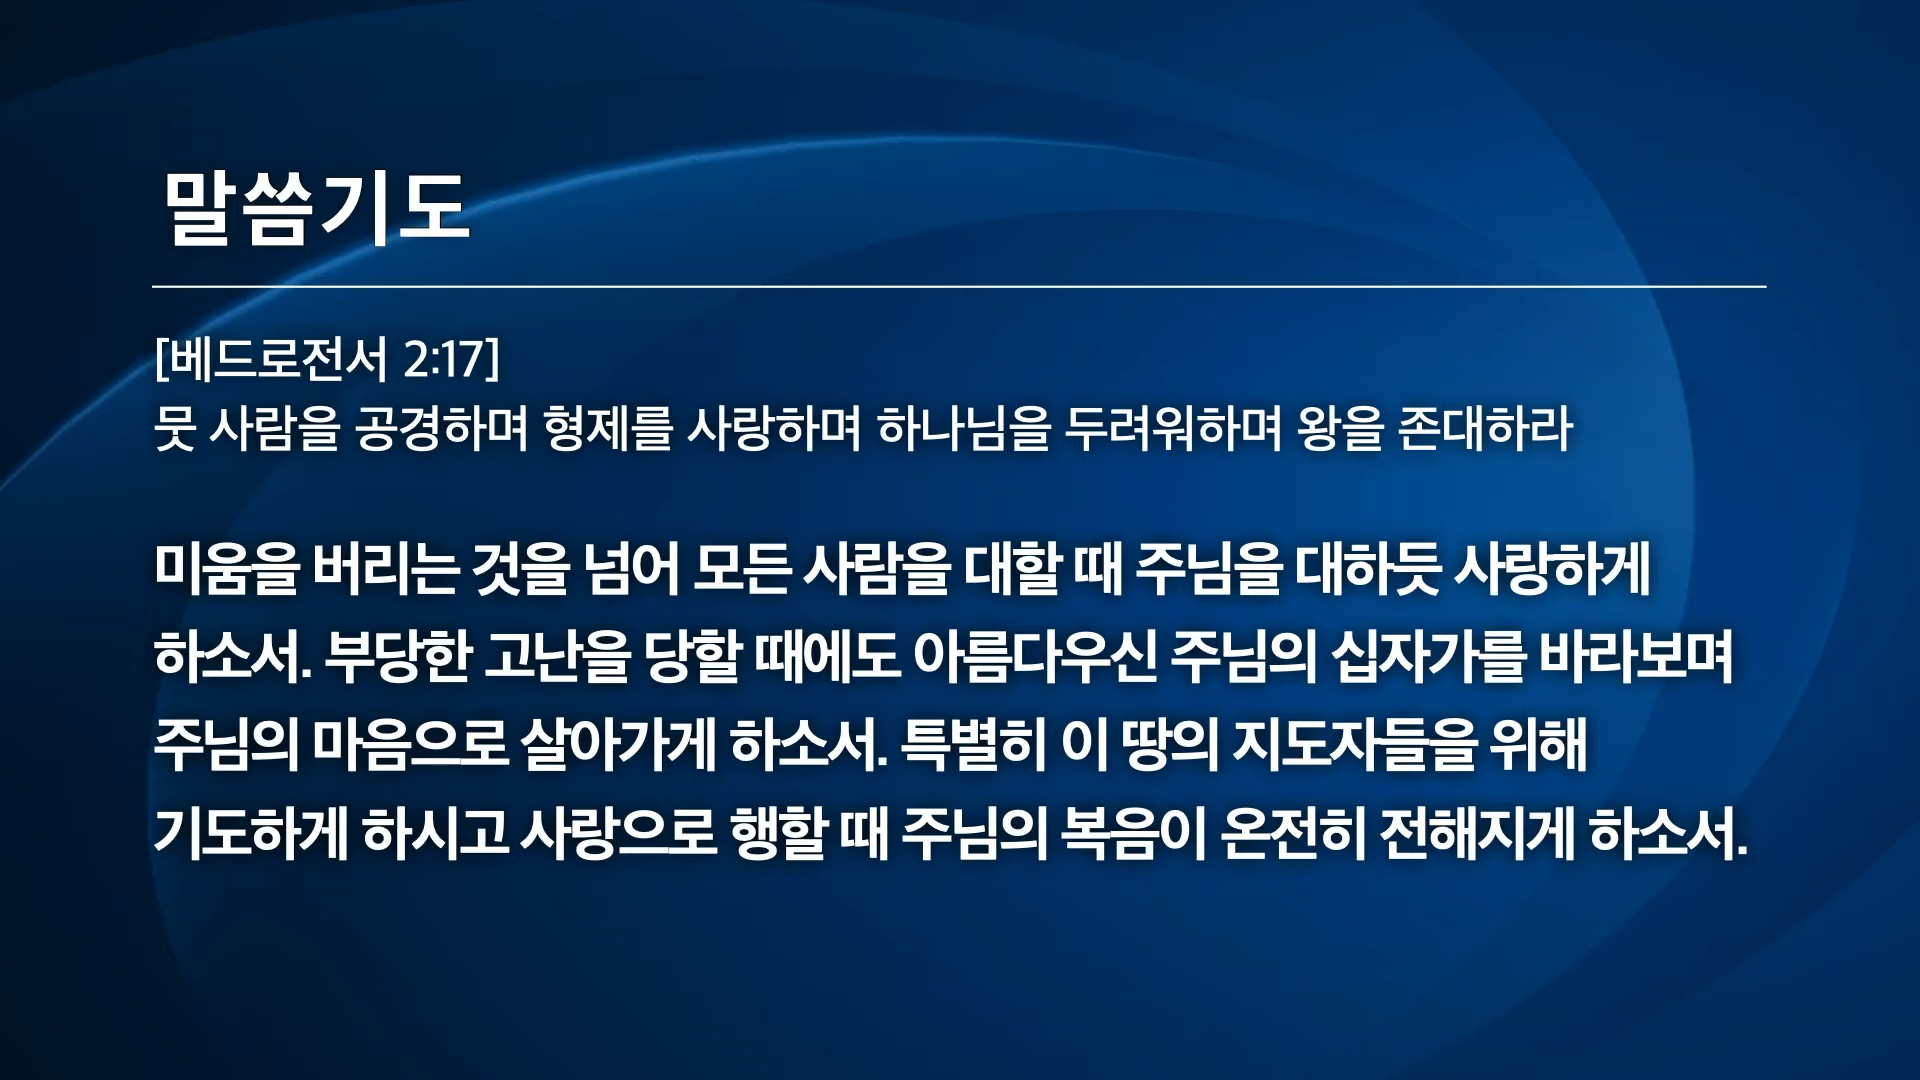 말씀기도
[베드로전서 2:17]
뭇 사람을 공경하며 형제를 사랑하며 하나님을 두려워하며 왕을 존대하라
미움을 버리는 것을 넘어 모든 사람을 대할 때 주님을 대하듯 사랑하게
하소서. 부당한 고난을 당할 때에도 아름다우신 주님의 십자가를 바라보며
주님의 마음으로 살아가게 하소서. 특별히 이 땅의 지도자들을 위해
기도하게 하시고 사랑으로 행할 때 주님의 복음이 온전히 전해지게 하소서.